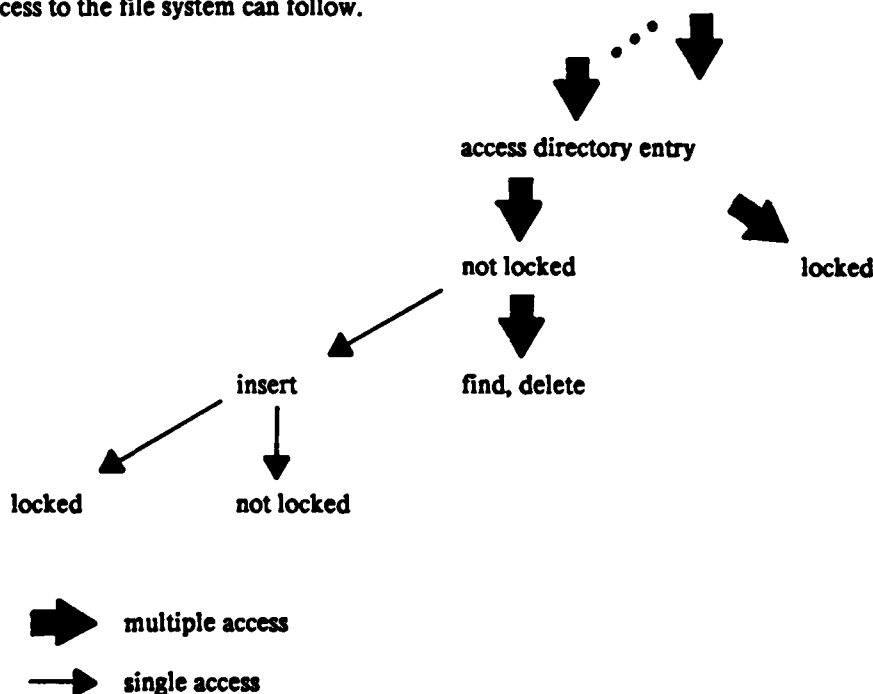 cess to the file system can follow.
access directory entry
not locked
locked
insert
find, delete
locked
not locked
multiple access
single access